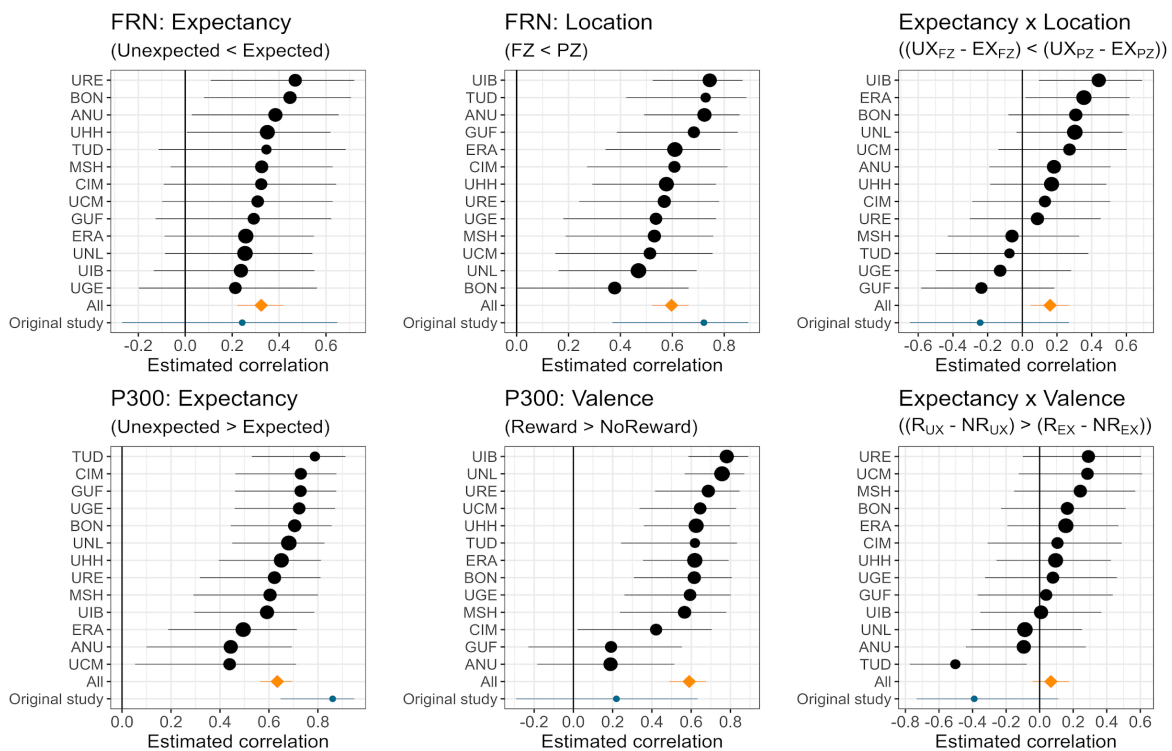 FRN: Expectancy
(Unexpected < Expected)
URE
BON
ANU
UHH
TUD
MSH
CIM
UCM
GUF
ERA
UNL
UIB
UGE
All
Original study
-0.2 0.0 0.2 0.4 0.6
Estimated correlation
FRN: Location
(FZ < PZ)
UIB
TUD
ANU
GUF
ERA
CIM
UHH
URE
UGE
MSH
UCM
UNL
BON
All
Original study
0.0 0.2 0.4 0.6 0.8
Estimated correlation
Expectancy x Location
((UX_FZ - EX_FZ) < (UX_PZ - EX_PZ))
UIB
ERA
BON
UNL
UCM
ANU
UHH
CIM
URE
MSH
TUD
UGE
GUF
All
Original study
-0.6 -0.4 -0.2 0.0 0.2 0.4 0.6
Estimated correlation
P300: Expectancy
(Unexpected > Expected)
TUD
CIM
GUF
UGE
BON
UNL
UHH
URE
MSH
UIB
ERA
ANU
UCM
All
Original study
0.0 0.2 0.4 0.6 0.8
Estimated correlation
P300: Valence
(Reward > NoReward)
UIB
UNL
URE
UCM
UHH
TUD
ERA
BON
UGE
MSH
CIM
GUF
ANU
All
Original study
-0.2 0.0 0.2 0.4 0.6 0.8
Estimated correlation
Expectancy x Valence
((R_UX - NR_UX) > (R_EX - NR_EX))
URE
UCM
MSH
BON
ERA
CIM
UHH
UGE
GUF
UIB
UNL
ANU
TUD
All
Original study
-0.8 -0.6 -0.4 -0.2 0.0 0.2 0.4 0.6
Estimated correlation